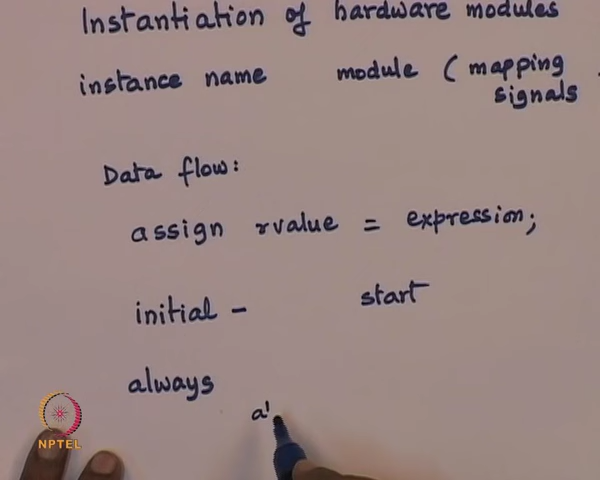 Instantiation of hardware modules
instance name module ( mapping
signals
Data flow:
assign rvalue = expression;
initial - start
always
NPTEL